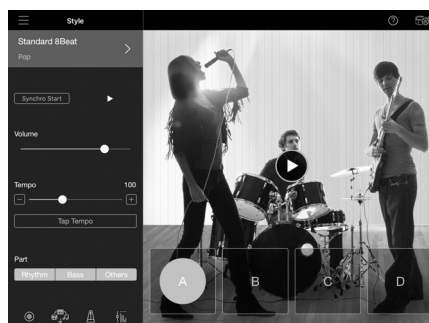 Style
Standard 8Beat
Pop
Synchro Start
Volume
Tempo 100
Tap Tempo
Part
Rhythm Bass Others
A B C D